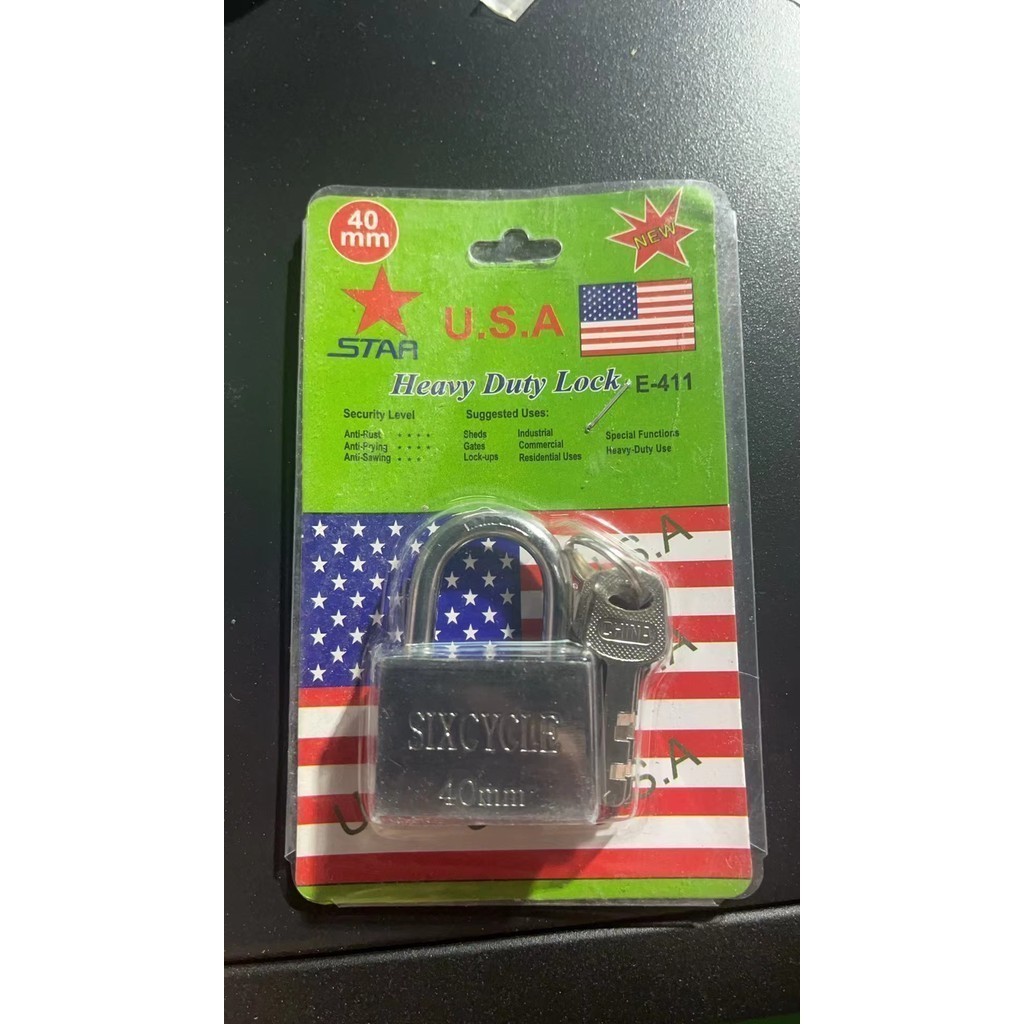 40
mm
NEW
STAR
U.S.A
Heavy Duty Lock
E-411
Security Level
Anti-Rust
Anti-Prying
Anti-Sawing
Suggested Uses:
Sheds Industrial
Gates Commercial
Lock-ups Residential Uses
Special Functions
Heavy-Duty Use
S.A
CHINA
.A
SIXCYCLE
40mm
U
S.A